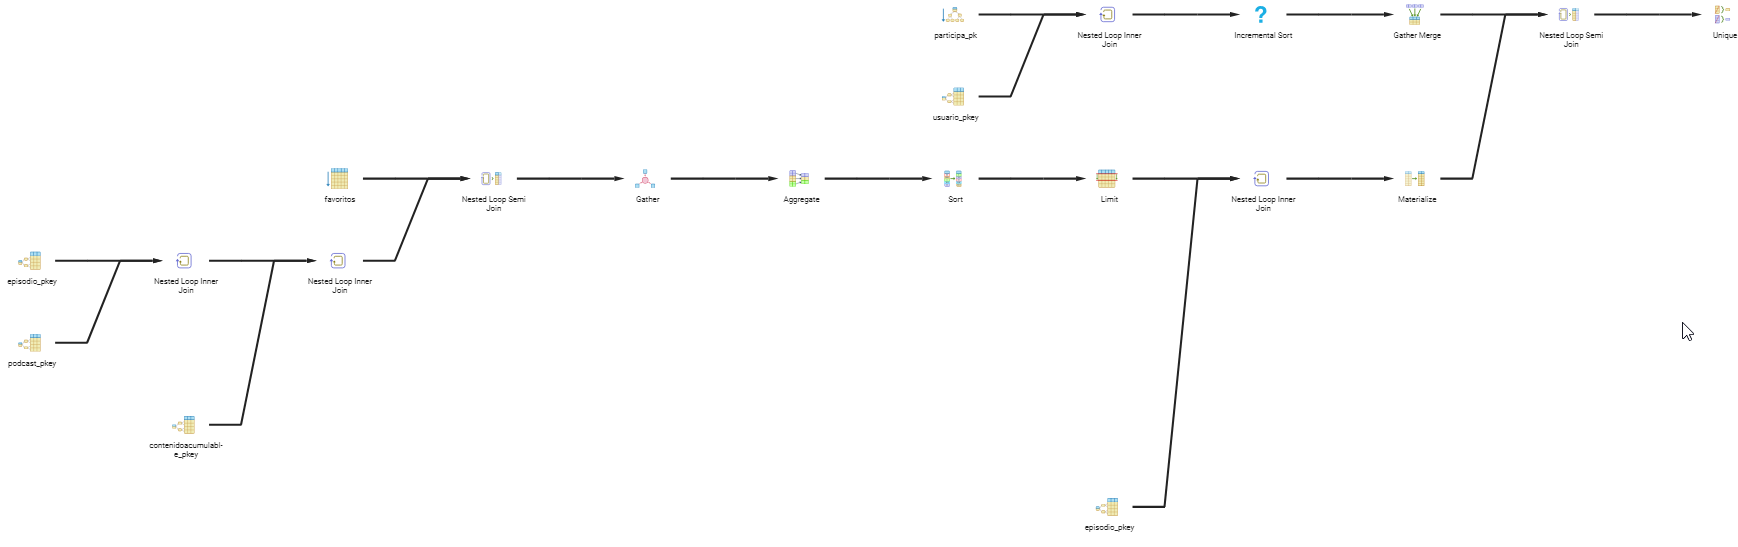 participa_pk
Nested Loop Inner
Join
Incremental Sort
Gather Merge
Nested Loop Semi
Join
Unique
usuario_pkey
favoritos
Nested Loop Semi
Join
Gather
Aggregate
Sort
Limit
Nested Loop Inner
Join
Materialize
episodio_pkey
Nested Loop Inner
Join
Nested Loop Inner
Join
podcast_pkey
contenidoacumulabl-
e_pkey
episodio_pkey